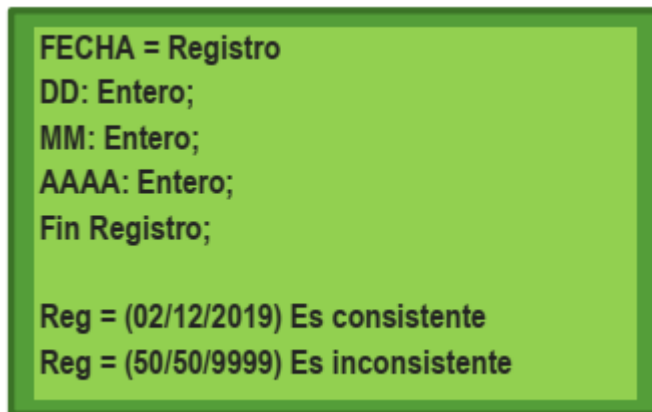 FECHA = Registro
DD: Entero;
MM: Entero;
AAAA: Entero;
Fin Registro;
Reg = (02/12/2019) Es consistente
Reg = (50/50/9999) Es inconsistente